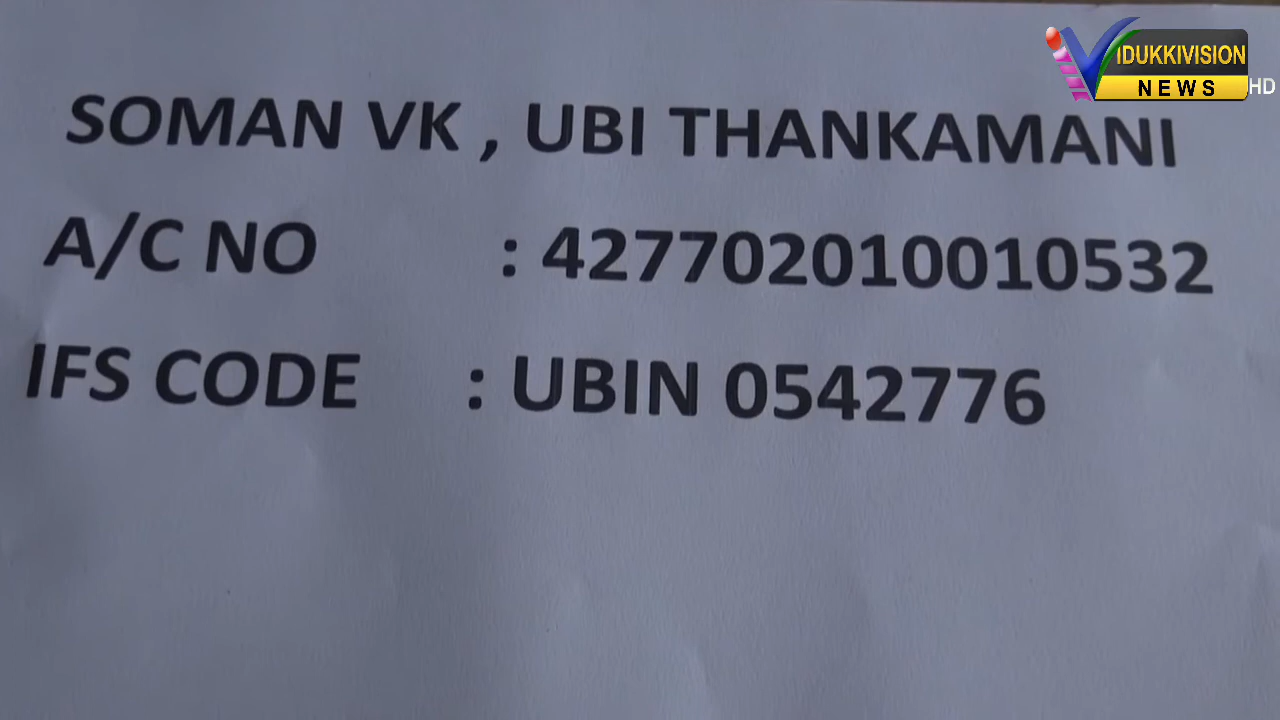 IDUKKIVISION
NEWS HD
SOMAN VK , UBI THANKAMANI
A/C NO : 427702010010532
IFS CODE : UBIN 0542776